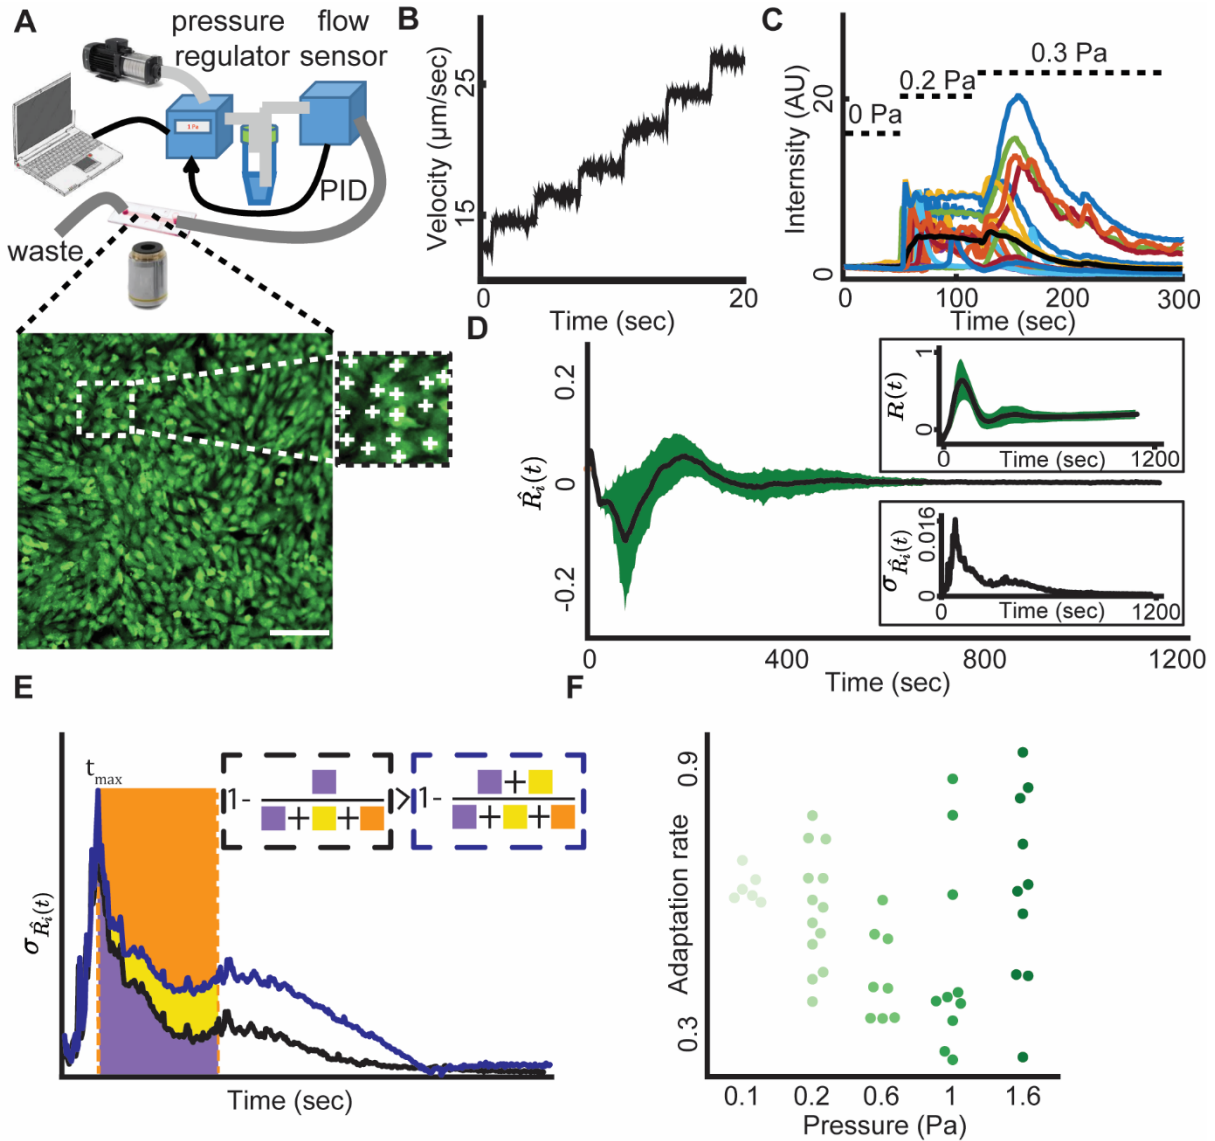 A
pressure
regulator
flow
sensor
1 Pa
PID
waste
B
Velocity (µm/sec)
25
15
0
20
Time (sec)
C
Intensity (AU)
20
0
0 Pa
0.2 Pa
0.3 Pa
0
100
200
300
Time (sec)
D
R̂ᵢ(t)
0.2
0
-0.2
0
400
800
1200
Time (sec)
R(t)
1
0
0
1200
Time (sec)
σR̂ᵢ(t)
0.016
0
0
1200
Time (sec)
E
σR̂ᵢ(t)
tmax
1-
+ +
>
1-
+
+ +
Time (sec)
F
Adaptation rate
0.9
0.3
0.1 0.2 0.6 1 1.6
Pressure (Pa)